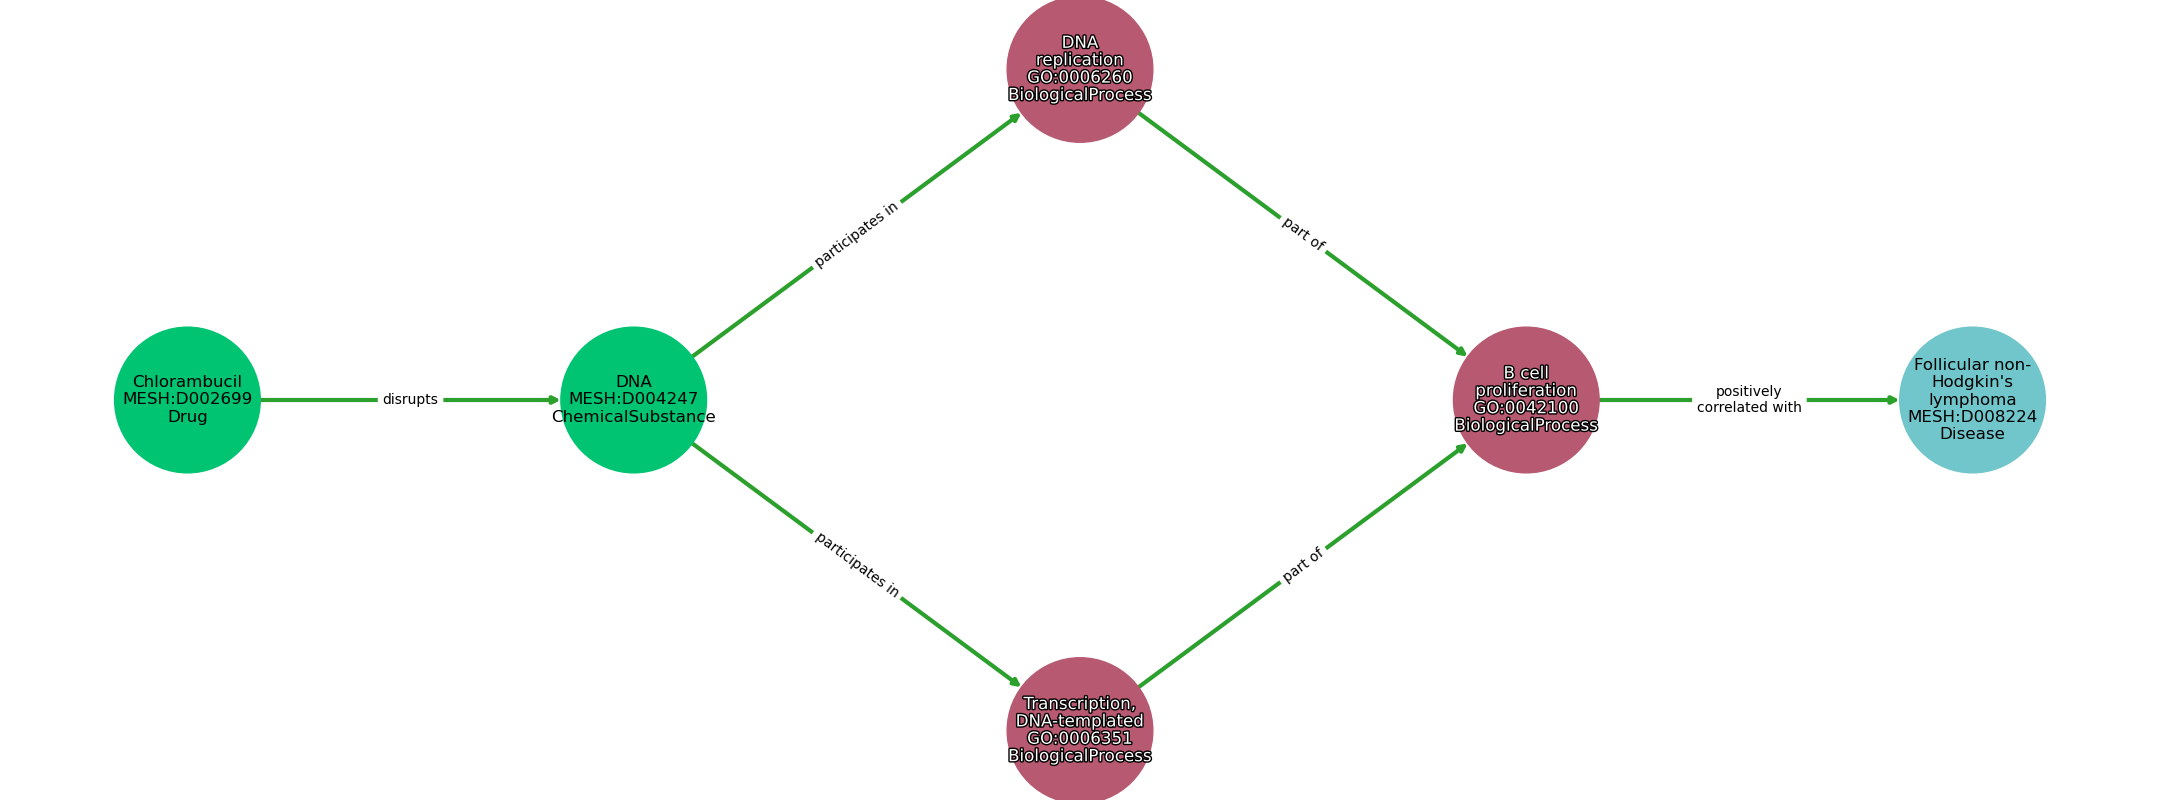 DNA
replication
GO:0006260
BiologicalProcess
participates in
part of
Chlorambucil
MESH:D002699
Drug
disrupts
DNA
MESH:D004247
ChemicalSubstance
B cell
proliferation
GO:0042100
BiologicalProcess
positively
correlated with
Follicular non-
Hodgkin's
lymphoma
MESH:D008224
Disease
participates in
part of
Transcription,
DNA-templated
GO:0006351
BiologicalProcess